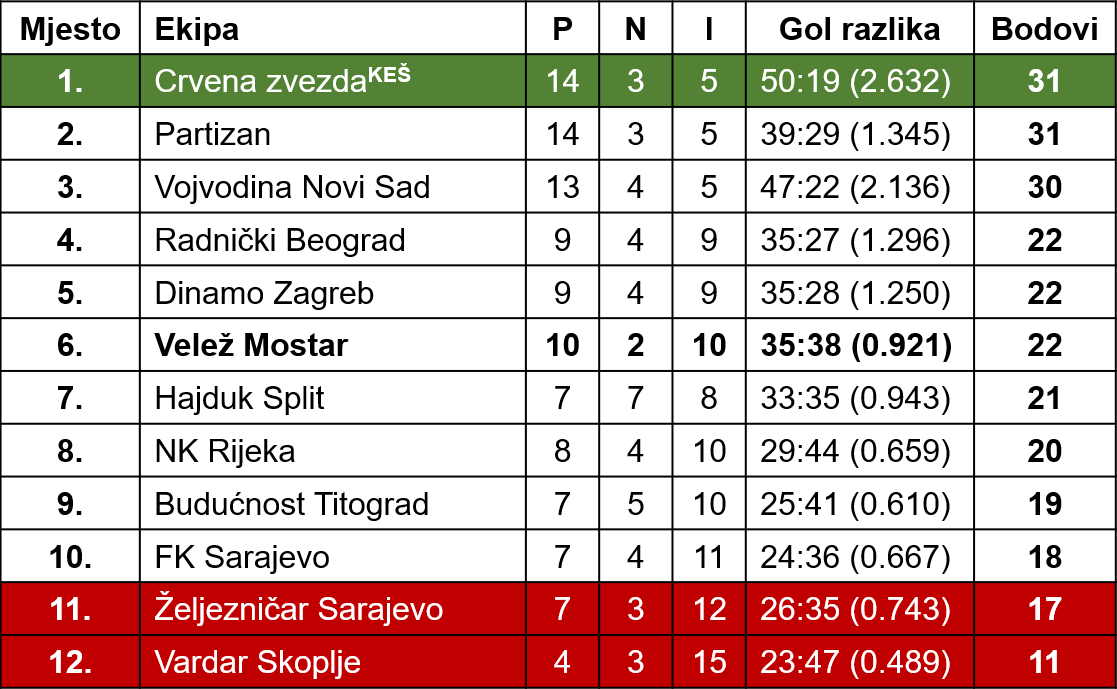 Mjesto Ekipa P N I Gol razlika Bodovi
1. Crvena zvezdaKEŠ 14 3 5 50:19 (2.632) 31
2. Partizan 14 3 5 39:29 (1.345) 31
3. Vojvodina Novi Sad 13 4 5 47:22 (2.136) 30
4. Radnički Beograd 9 4 9 35:27 (1.296) 22
5. Dinamo Zagreb 9 4 9 35:28 (1.250) 22
6. Velež Mostar 10 2 10 35:38 (0.921) 22
7. Hajduk Split 7 7 8 33:35 (0.943) 21
8. NK Rijeka 8 4 10 29:44 (0.659) 20
9. Budućnost Titograd 7 5 10 25:41 (0.610) 19
10. FK Sarajevo 7 4 11 24:36 (0.667) 18
11. Željezničar Sarajevo 7 3 12 26:35 (0.743) 17
12. Vardar Skoplje 4 3 15 23:47 (0.489) 11